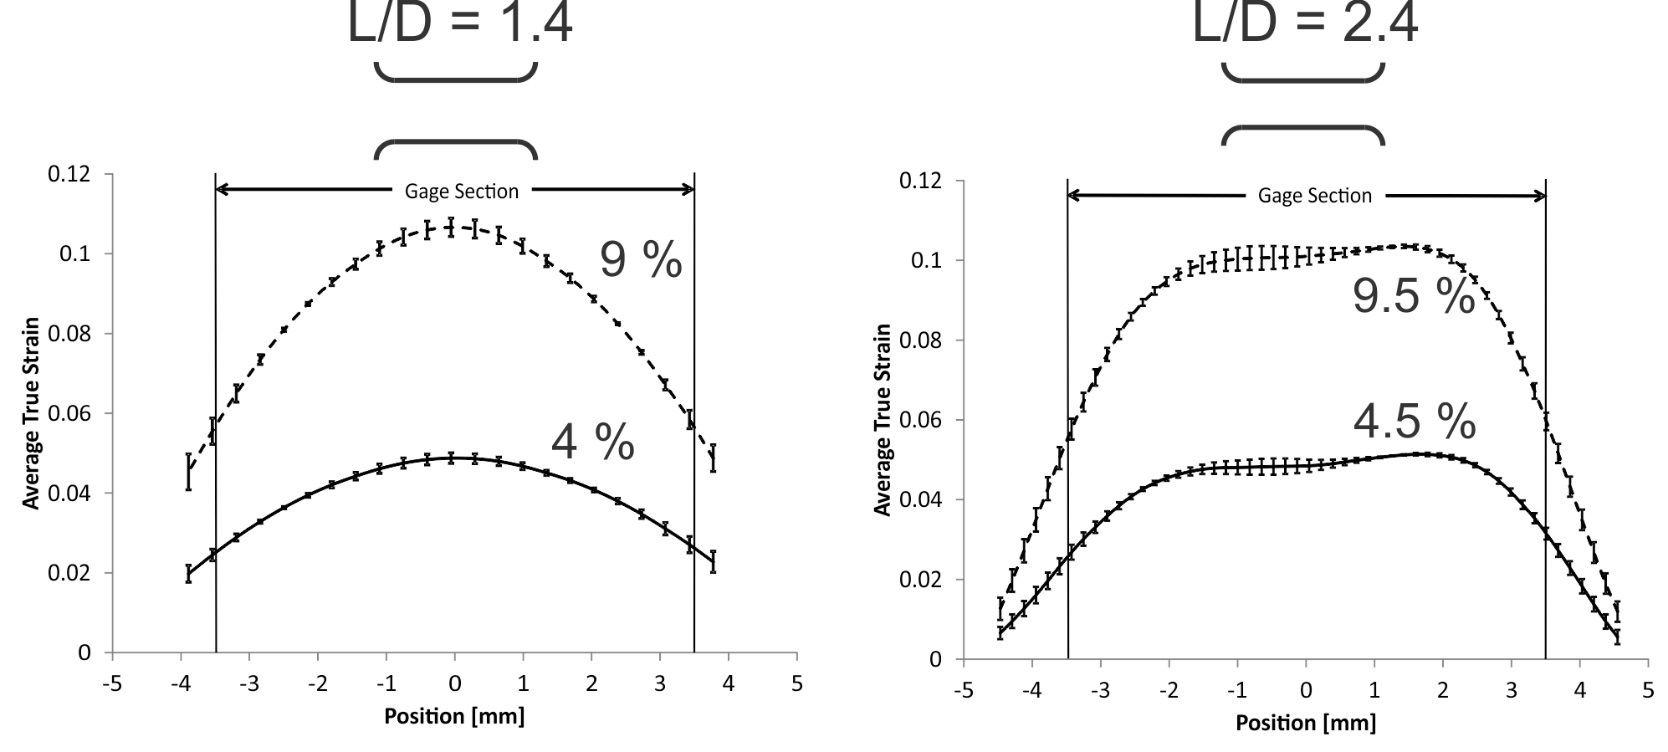 L/D = 1.4
Gage Section
9 %
4 %
Average True Strain
0.12
0.1
0.08
0.06
0.04
0.02
0
-5 -4 -3 -2 -1 0 1 2 3 4 5
Position [mm]
L/D = 2.4
Gage Section
9.5 %
4.5 %
Average True Strain
0.12
0.1
0.08
0.06
0.04
0.02
0
-5 -4 -3 -2 -1 0 1 2 3 4 5
Position [mm]